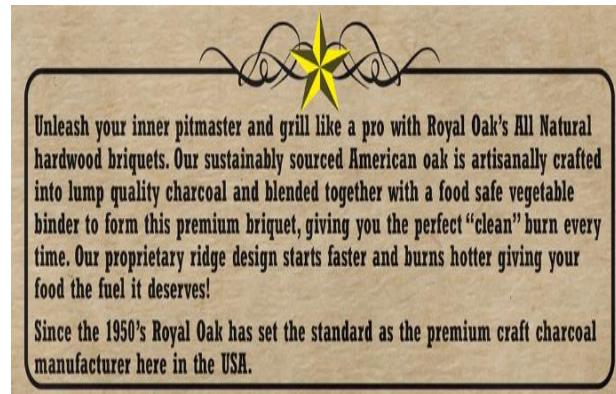 Unleash your inner pitmaster and grill like a pro with Royal Oak's All Natural
hardwood briquets. Our sustainably sourced American oak is artisanally crafted
into lump quality charcoal and blended together with a food safe vegetable
binder to form this premium briquet, giving you the perfect "clean" burn every
time. Our proprietary ridge design starts faster and burns hotter giving your
food the fuel it deserves!
Since the 1950's Royal Oak has set the standard as the premium craft charcoal
manufacturer here in the USA.